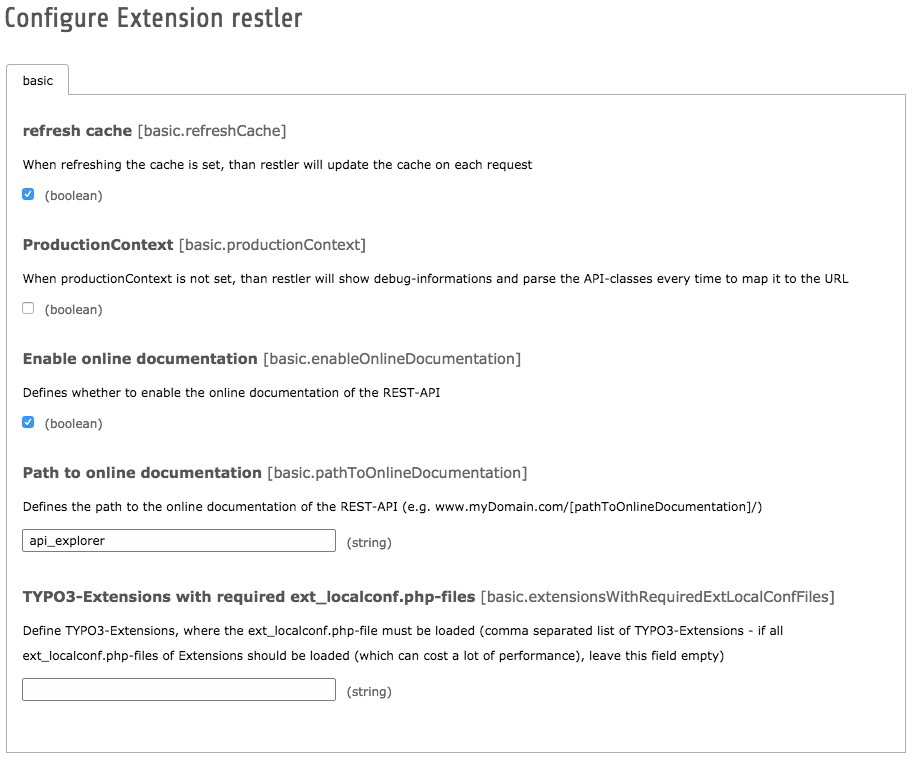 Configure Extension restler
basic
refresh cache [basic.refreshCache]
When refreshing the cache is set, than restler will update the cache on each request
(boolean)
ProductionContext [basic.productionContext]
When productionContext is not set, than restler will show debug-informations and parse the API-classes every time to map it to the URL
(boolean)
Enable online documentation [basic.enableOnlineDocumentation]
Defines whether to enable the online documentation of the REST-API
(boolean)
Path to online documentation [basic.pathToOnlineDocumentation]
Defines the path to the online documentation of the REST-API (e.g. www.myDomain.com/[pathToOnlineDocumentation]/)
api_explorer (string)
TYPO3-Extensions with required ext_localconf.php-files [basic.extensionsWithRequiredExtLocalConfFiles]
Define TYPO3-Extensions, where the ext_localconf.php-file must be loaded (comma separated list of TYPO3-Extensions - if all
ext_localconf.php-files of Extensions should be loaded (which can cost a lot of performance), leave this field empty)
(string)